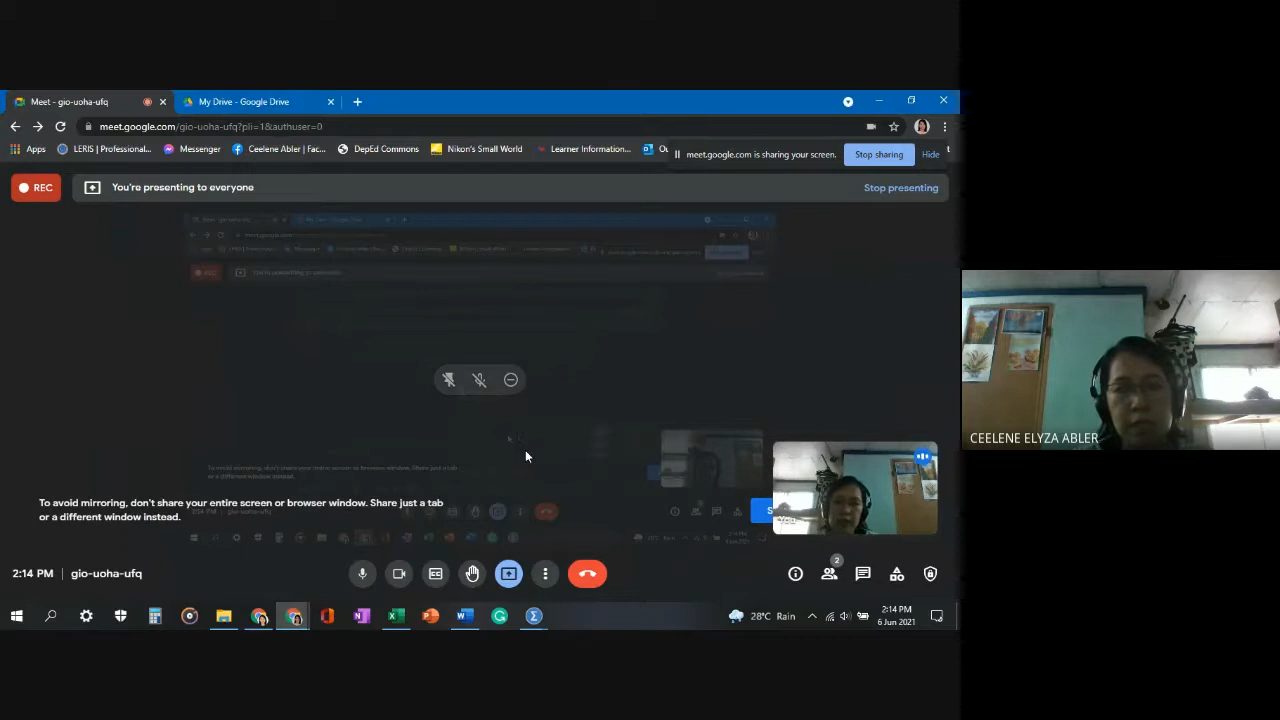 Meet - gio-uoha-ufq
My Drive - Google Drive
meet.google.com/gio-uoha-ufq?pli=1&authuser=0
Apps
LERIS | Professional...
Messenger
Ceelene Abler | Fac...
DepEd Commons
Nikon's Small World
Learner Information...
Ou
meet.google.com is sharing your screen.
Stop sharing
Hide
REC
You're presenting to everyone
Stop presenting
CEELENE ELYZA ABLER
To avoid mirroring, don't share your entire screen or browser window. Share just a tab
or a different window instead.
S
2:14 PM | gio-uoha-ufq
2
28°C Rain
2:14 PM
6 Jun 2021